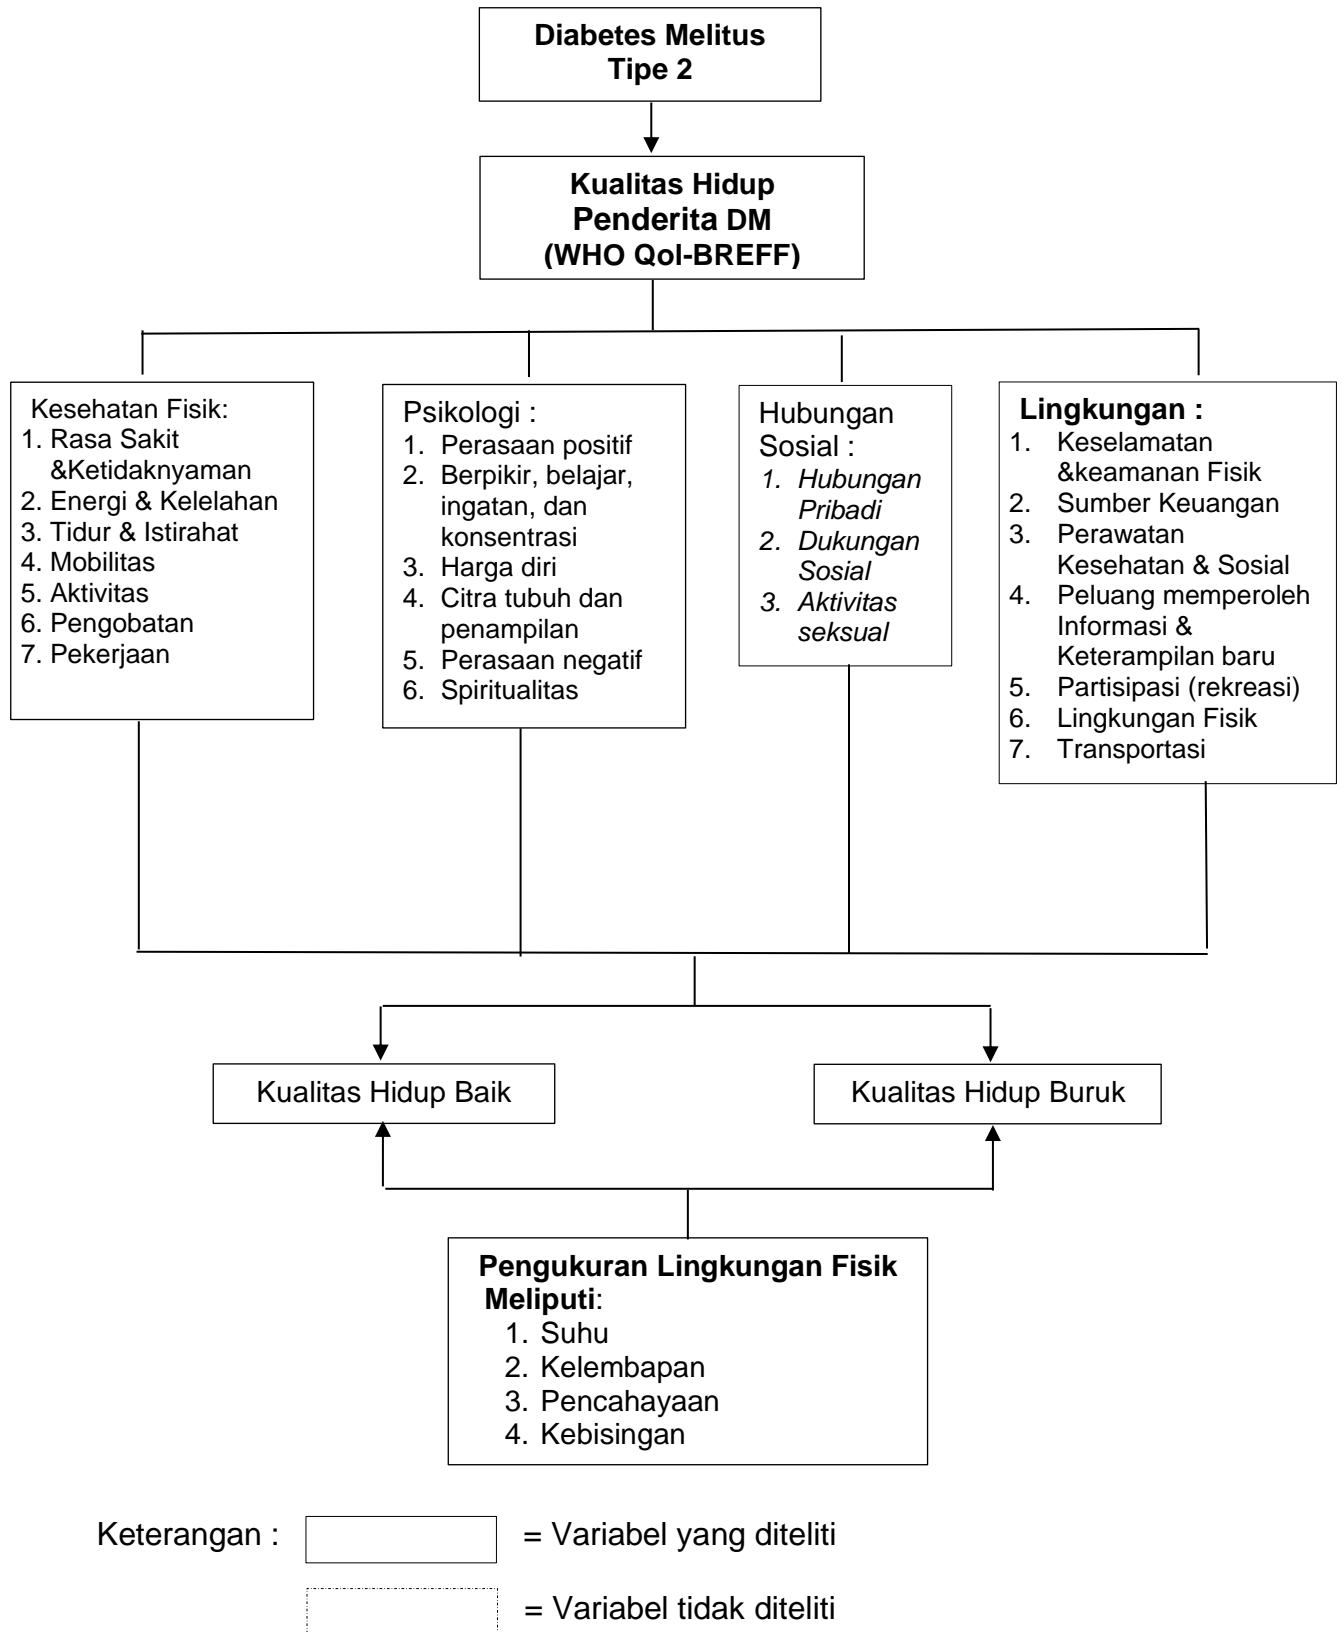 Diabetes Melitus
Tipe 2
Kualitas Hidup
Penderita DM
(WHO Qol-BREFF)
Kesehatan Fisik:
1. Rasa Sakit
&Ketidaknyaman
2. Energi & Kelelahan
3. Tidur & Istirahat
4. Mobilitas
5. Aktivitas
6. Pengobatan
7. Pekerjaan
Psikologi :
1. Perasaan positif
2. Berpikir, belajar,
ingatan, dan
konsentrasi
3. Harga diri
4. Citra tubuh dan
penampilan
5. Perasaan negatif
6. Spiritualitas
Hubungan
Sosial :
1. Hubungan
Pribadi
2. Dukungan
Sosial
3. Aktivitas
seksual
Lingkungan :
1. Keselamatan
&keamanan Fisik
2. Sumber Keuangan
3. Perawatan
Kesehatan & Sosial
4. Peluang memperoleh
Informasi &
Keterampilan baru
5. Partisipasi (rekreasi)
6. Lingkungan Fisik
7. Transportasi
Kualitas Hidup Baik
Kualitas Hidup Buruk
Pengukuran Lingkungan Fisik
Meliputi:
1. Suhu
2. Kelembapan
3. Pencahayaan
4. Kebisingan
Keterangan :
= Variabel yang diteliti
= Variabel tidak diteliti